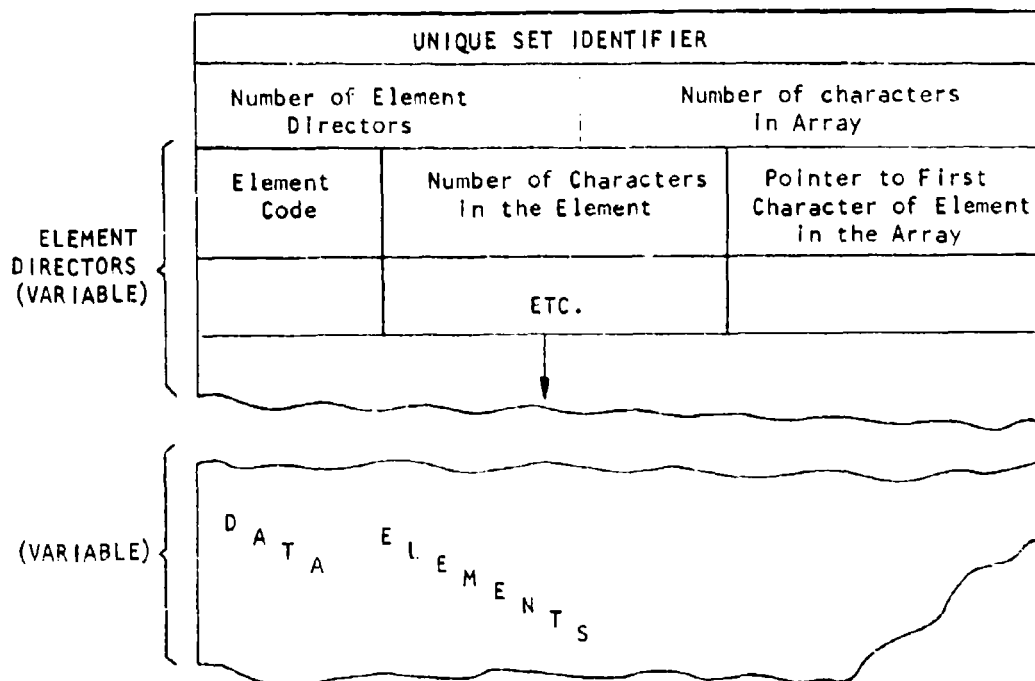 UNIQUE SET IDENTIFIER
Number of Element
Directors
Number of characters
in Array
ELEMENT
DIRECTORS
(VARIABLE)
Element
Code
Number of Characters
in the Element
Pointer to First
Character of Element
in the Array
ETC.
(VARIABLE)
DATA ELEMENTS